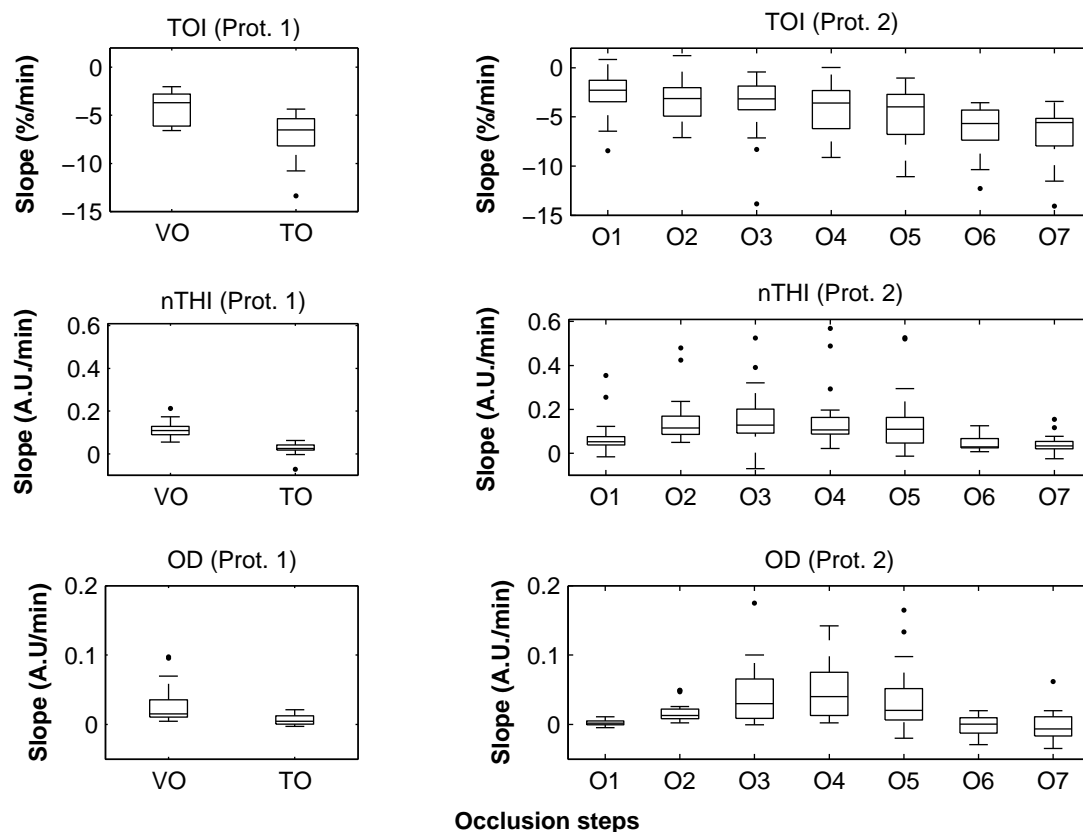 TOI (Prot. 1)
Slope (%/min)
0
−5
−10
−15
VO TO
TOI (Prot. 2)
Slope (%/min)
0
−5
−10
−15
O1 O2 O3 O4 O5 O6 O7
nTHI (Prot. 1)
Slope (A.U./min)
0.6
0.4
0.2
0
VO TO
nTHI (Prot. 2)
Slope (A.U./min)
0.6
0.4
0.2
0
O1 O2 O3 O4 O5 O6 O7
OD (Prot. 1)
Slope (A.U/min)
0.2
0.1
0
VO TO
OD (Prot. 2)
Slope (A.U./min)
0.2
0.1
0
O1 O2 O3 O4 O5 O6 O7
Occlusion steps